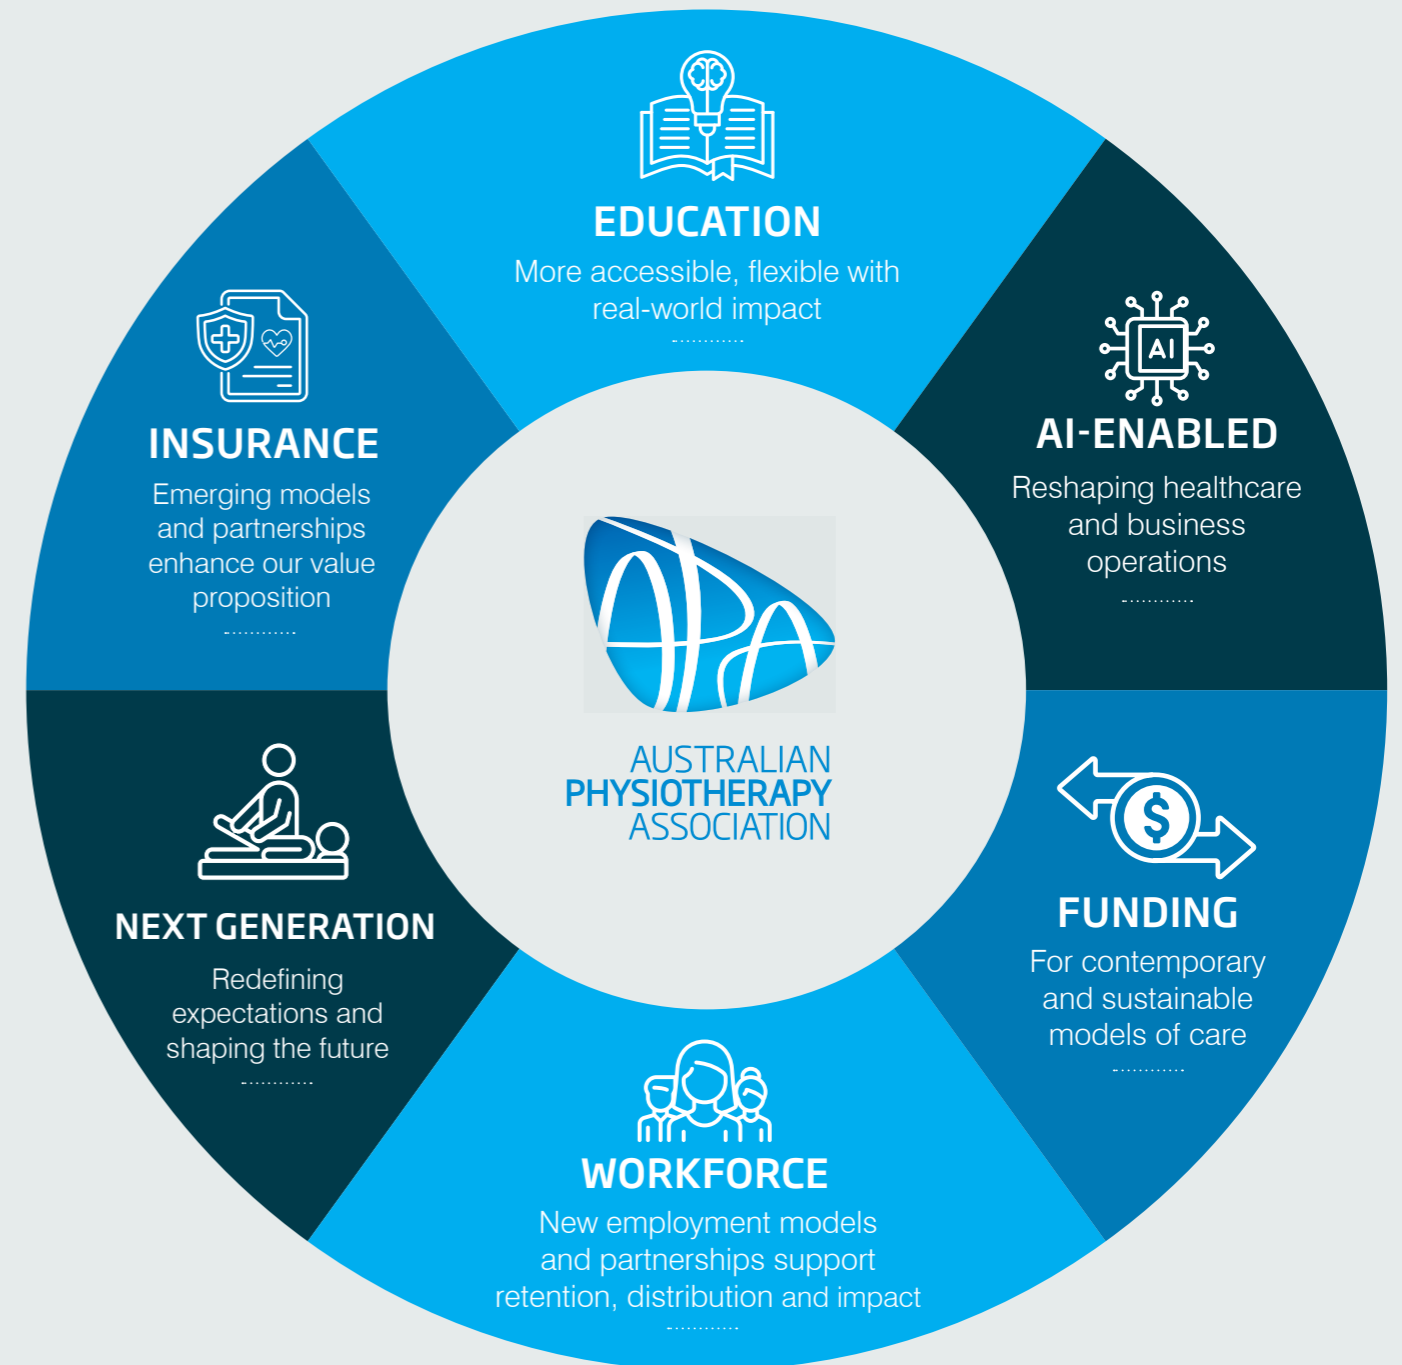 EDUCATION
More accessible, flexible with
real-world impact
AI
AI-ENABLED
Reshaping healthcare
and business
operations
$
FUNDING
For contemporary
and sustainable
models of care
WORKFORCE
New employment models
and partnerships support
retention, distribution and impact
NEXT GENERATION
Redefining
expectations and
shaping the future
INSURANCE
Emerging models
and partnerships
enhance our value
proposition
APA
AUSTRALIAN
PHYSIOTHERAPY
ASSOCIATION